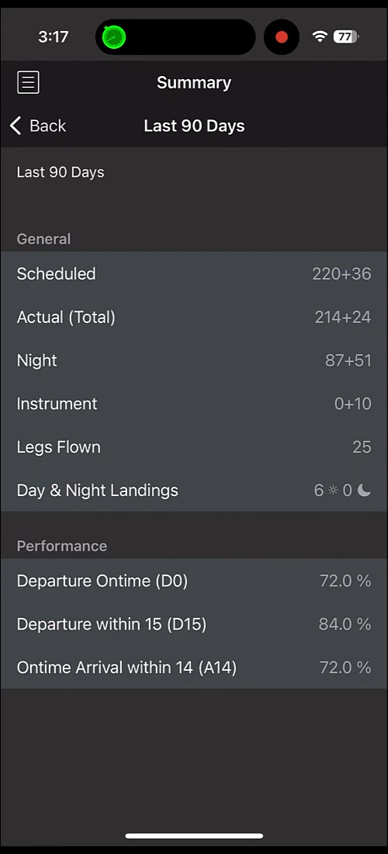 3:17
77
Summary
Back
Last 90 Days
Last 90 Days
General
Scheduled 220+36
Actual (Total) 214+24
Night 87+51
Instrument 0+10
Legs Flown 25
Day & Night Landings 6 ☼ 0 ☾
Performance
Departure Ontime (D0) 72.0 %
Departure within 15 (D15) 84.0 %
Ontime Arrival within 14 (A14) 72.0 %